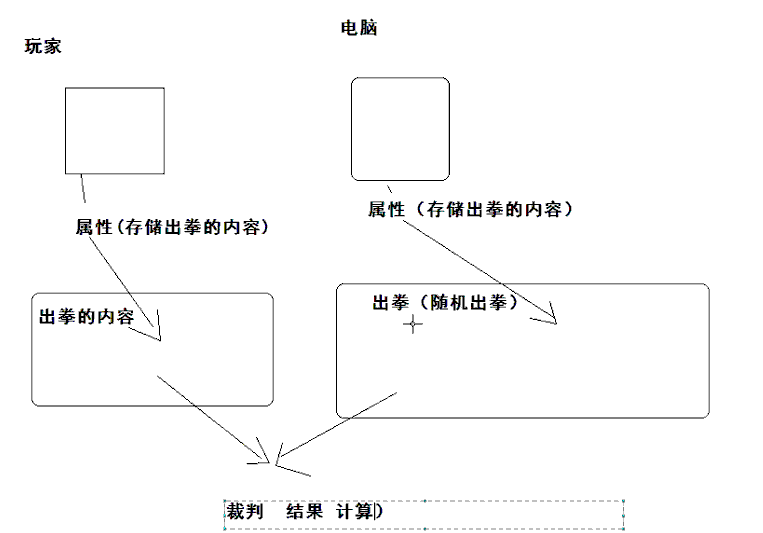 玩家
电脑
属性(存储出拳的内容)
属性（存储出拳的内容）
出拳的内容
出拳（随机出拳）
裁判 结果 计算）